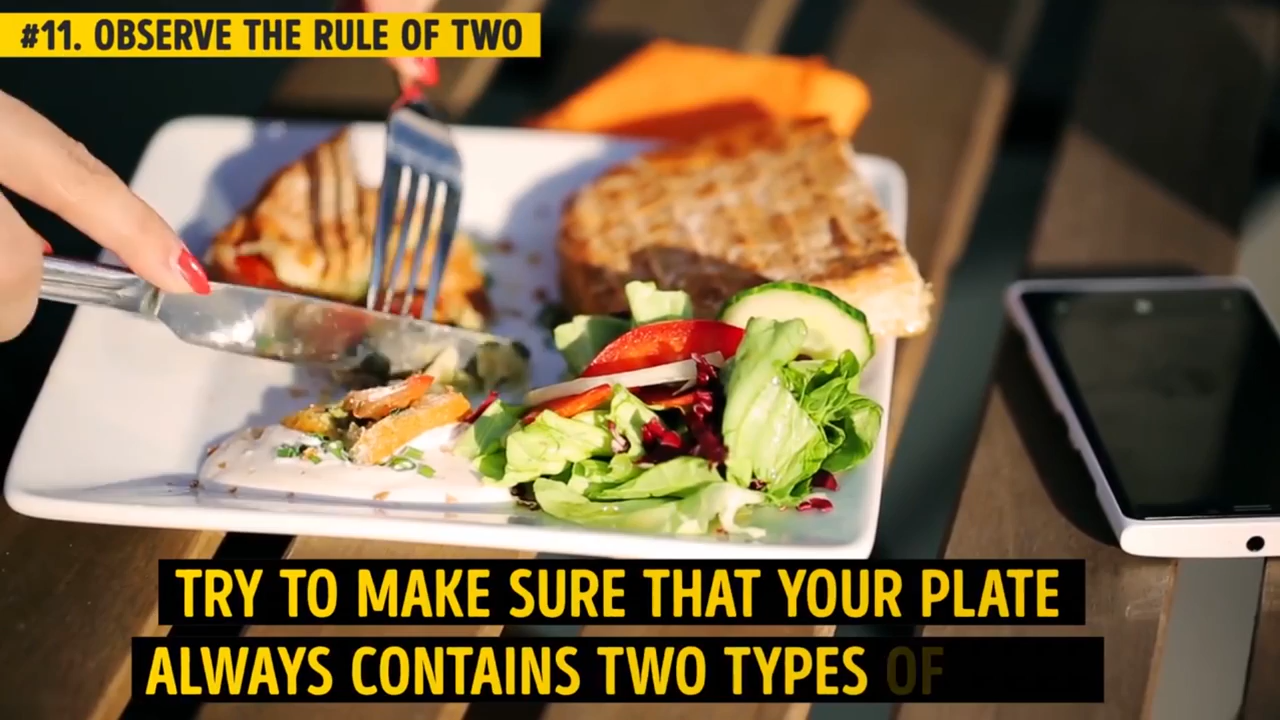 #11. OBSERVE THE RULE OF TWO
TRY TO MAKE SURE THAT YOUR PLATE
ALWAYS CONTAINS TWO TYPES OF